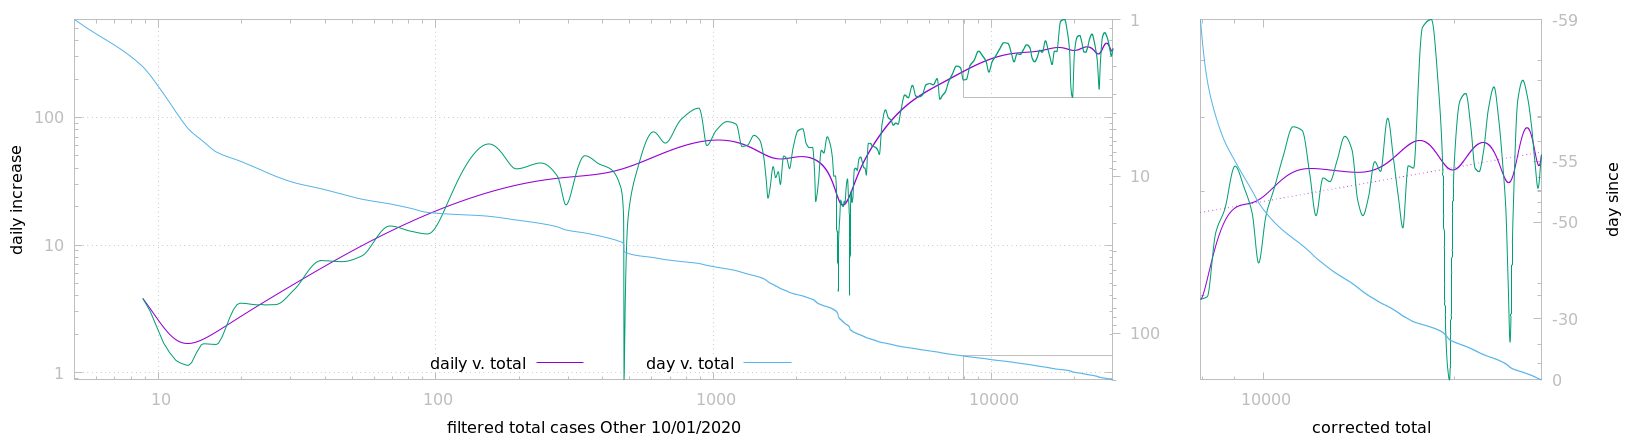 daily increase
100
10
1
10
100
1000
10000
filtered total cases Other 10/01/2020
daily v. total
day v. total
1
10
100
10000
corrected total
-59
-55
-50
-30
0
day since